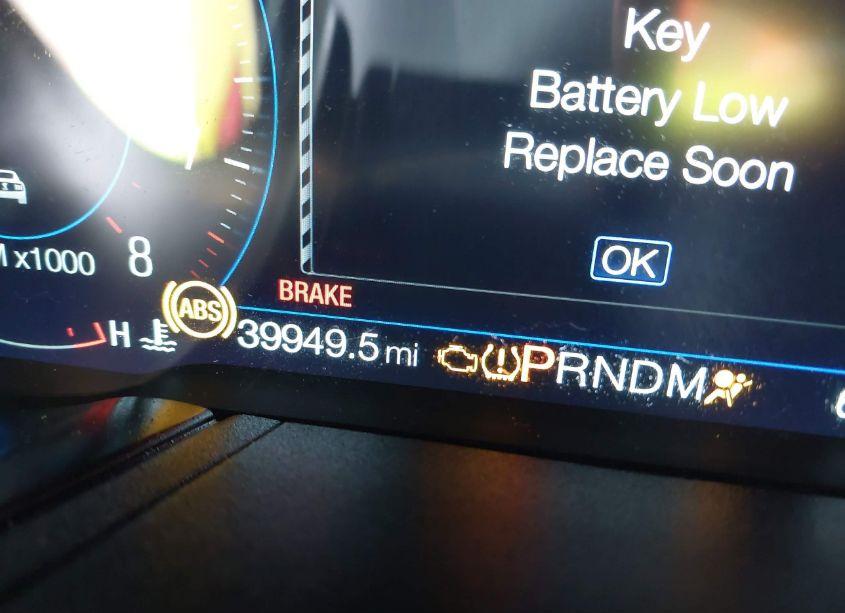 Key
Battery Low
Replace Soon
OK
x1000
8
BRAKE
ABS
H
39949.5 mi
PRNDM